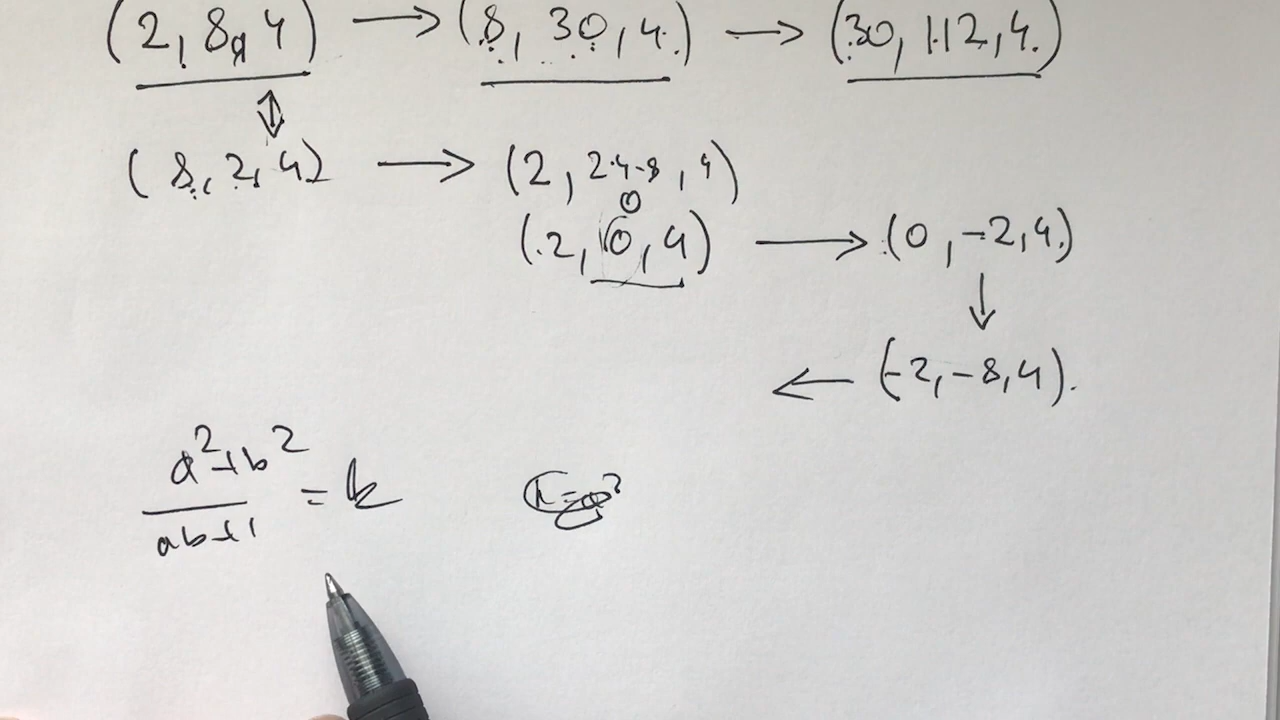 (2, 8, 4) → (8, 30, 4) → (30, 112, 4)
↕
(8, 2, 4) → (2, 2·4-8, 4)
0
(2, 0, 4) → (0, -2, 4)
↓
← (-2, -8, 4).
a²+b²
ab+1
= k